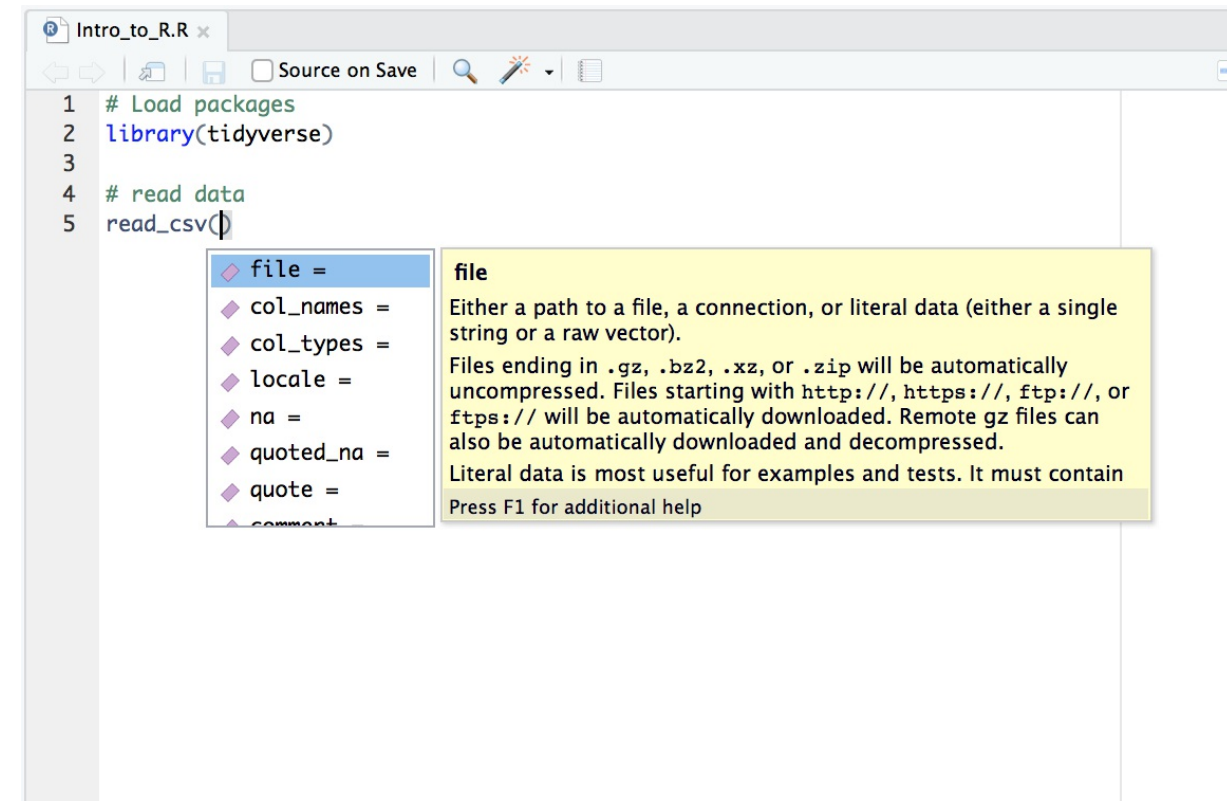 Intro_to_R.R
Source on Save
1 # Load packages
2 library(tidyverse)
3
4 # read data
5 read_csv()
file =
col_names =
col_types =
locale =
na =
quoted_na =
quote =
comment =
file
Either a path to a file, a connection, or literal data (either a single
string or a raw vector).
Files ending in .gz, .bz2, .xz, or .zip will be automatically
uncompressed. Files starting with http://, https://, ftp://, or
ftps:// will be automatically downloaded. Remote gz files can
also be automatically downloaded and decompressed.
Literal data is most useful for examples and tests. It must contain
Press F1 for additional help